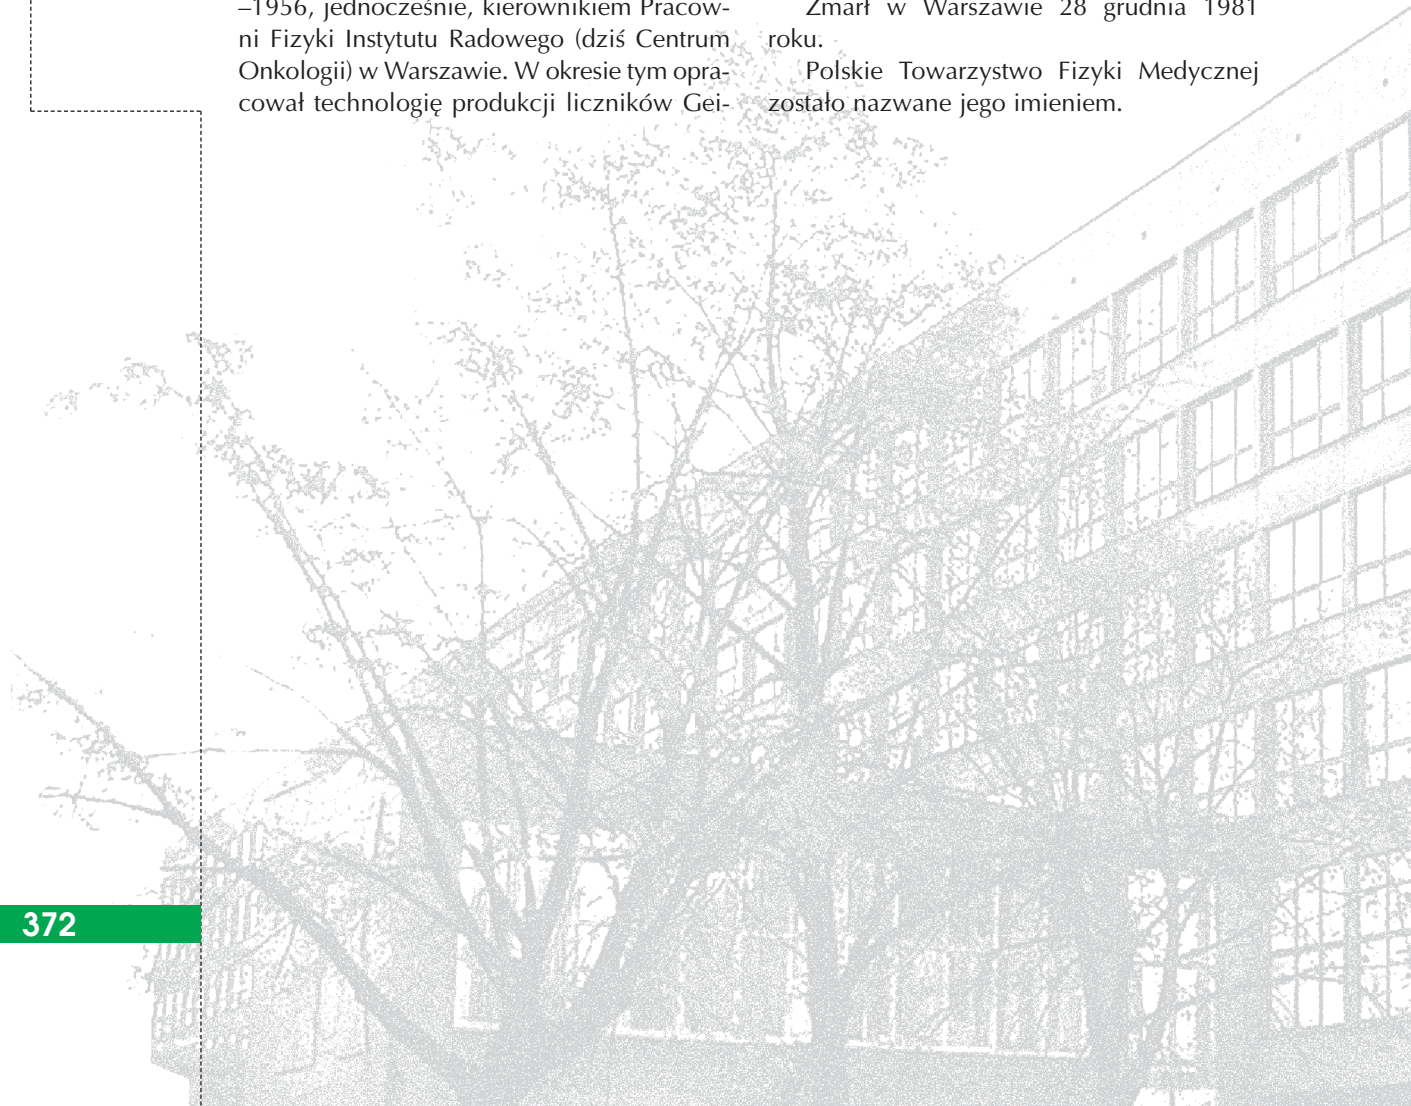 –1956, jednocześnie, kierownikiem Pracow-
ni Fizyki Instytutu Radowego (dziś Centrum
Onkologii) w Warszawie. W okresie tym opra-
cował technologię produkcji liczników Gei-
Zmarł w Warszawie 28 grudnia 1981
roku.
Polskie Towarzystwo Fizyki Medycznej
zostało nazwane jego imieniem.
372